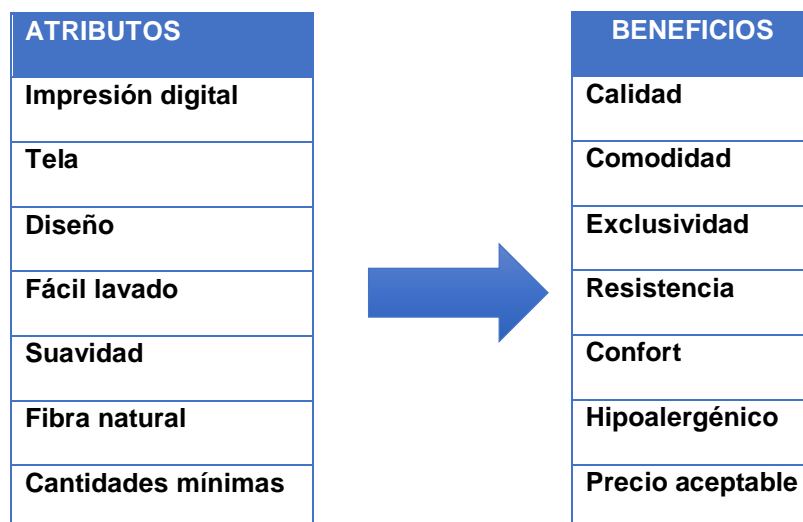 ATRIBUTOS
Impresión digital
Tela
Diseño
Fácil lavado
Suavidad
Fibra natural
Cantidades mínimas
BENEFICIOS
Calidad
Comodidad
Exclusividad
Resistencia
Confort
Hipoalergénico
Precio aceptable